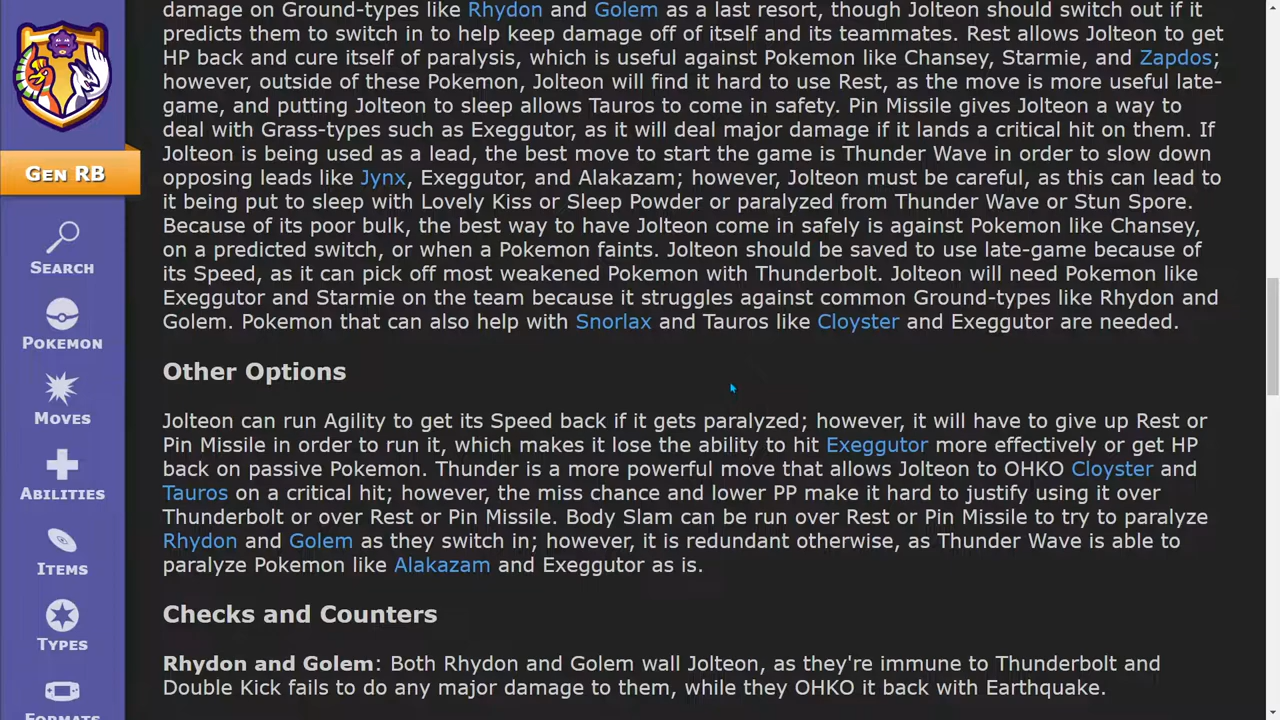 damage on Ground-types like Rhydon and Golem as a last resort, though Jolteon should switch out if it
predicts them to switch in to help keep damage off of itself and its teammates. Rest allows Jolteon to get
HP back and cure itself of paralysis, which is useful against Pokemon like Chansey, Starmie, and Zapdos;
however, outside of these Pokemon, Jolteon will find it hard to use Rest, as the move is more useful late-
game, and putting Jolteon to sleep allows Tauros to come in safety. Pin Missile gives Jolteon a way to
deal with Grass-types such as Exeggutor, as it will deal major damage if it lands a critical hit on them. If
Jolteon is being used as a lead, the best move to start the game is Thunder Wave in order to slow down
opposing leads like Jynx, Exeggutor, and Alakazam; however, Jolteon must be careful, as this can lead to
it being put to sleep with Lovely Kiss or Sleep Powder or paralyzed from Thunder Wave or Stun Spore.
Because of its poor bulk, the best way to have Jolteon come in safely is against Pokemon like Chansey,
on a predicted switch, or when a Pokemon faints. Jolteon should be saved to use late-game because of
its Speed, as it can pick off most weakened Pokemon with Thunderbolt. Jolteon will need Pokemon like
Exeggutor and Starmie on the team because it struggles against common Ground-types like Rhydon and
Golem. Pokemon that can also help with Snorlax and Tauros like Cloyster and Exeggutor are needed.
Other Options
Jolteon can run Agility to get its Speed back if it gets paralyzed; however, it will have to give up Rest or
Pin Missile in order to run it, which makes it lose the ability to hit Exeggutor more effectively or get HP
back on passive Pokemon. Thunder is a more powerful move that allows Jolteon to OHKO Cloyster and
Tauros on a critical hit; however, the miss chance and lower PP make it hard to justify using it over
Thunderbolt or over Rest or Pin Missile. Body Slam can be run over Rest or Pin Missile to try to paralyze
Rhydon and Golem as they switch in; however, it is redundant otherwise, as Thunder Wave is able to
paralyze Pokemon like Alakazam and Exeggutor as is.
Checks and Counters
Rhydon and Golem: Both Rhydon and Golem wall Jolteon, as they're immune to Thunderbolt and
Double Kick fails to do any major damage to them, while they OHKO it back with Earthquake.
GEN RB
SEARCH
POKEMON
MOVES
ABILITIES
ITEMS
TYPES
FORMATS